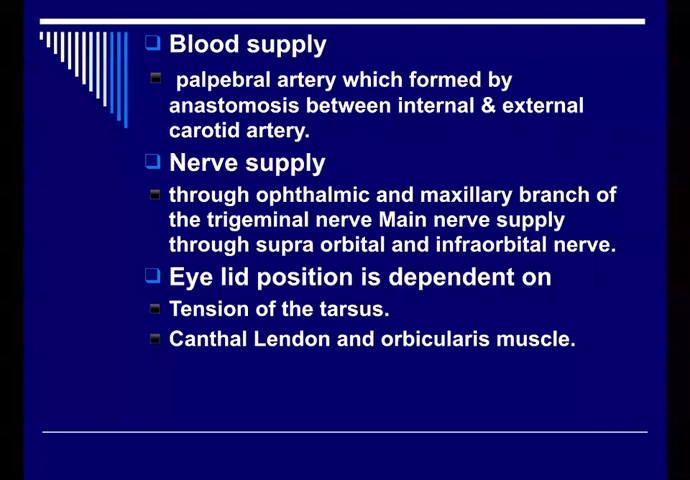 Blood supply
palpebral artery which formed by
anastomosis between internal & external
carotid artery.
Nerve supply
through ophthalmic and maxillary branch of
the trigeminal nerve Main nerve supply
through supra orbital and infraorbital nerve.
Eye lid position is dependent on
Tension of the tarsus.
Canthal Lendon and orbicularis muscle.